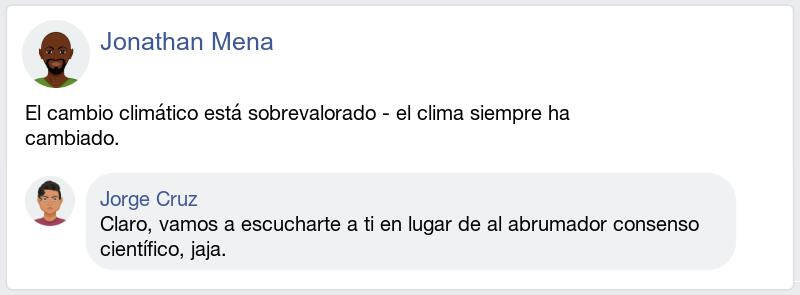 Jonathan Mena
El cambio climático está sobrevalorado - el clima siempre ha
cambiado.
Jorge Cruz
Claro, vamos a escucharte a ti en lugar de al abrumador consenso
científico, jaja.